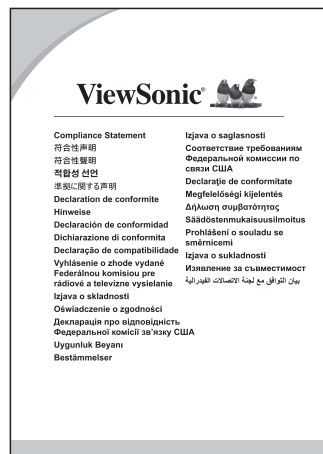 ViewSonic®
Compliance Statement
符合性声明
符合性聲明
적합성 선언
準拠に関する声明
Declaration de conformite
Hinweise
Declaración de conformidad
Dichiarazione di conformita
Declaração de compatibilidade
Vyhlásenie o zhode vydané
Federálnou komisiou pre
rádiové a televízne vysielanie
Izjava o skladnosti
Oświadczenie o zgodności
Декларація про відповідність
Федеральної комісії зв'язку США
Uygunluk Beyanı
Bestämmelser
Izjava o saglasnosti
Соответствие требованиям
Федеральной комиссии по
связи США
Declaraţie de conformitate
Megfelelőségi kijelentés
Δήλωση συμβατότητας
Säädöstenmukaisuusilmoitus
Prohlášení o souladu se
směrnicemi
Izjava o sukladnosti
Изявление за съвместимост
بيان التوافق مع لجنة الاتصالات الفيدرالية